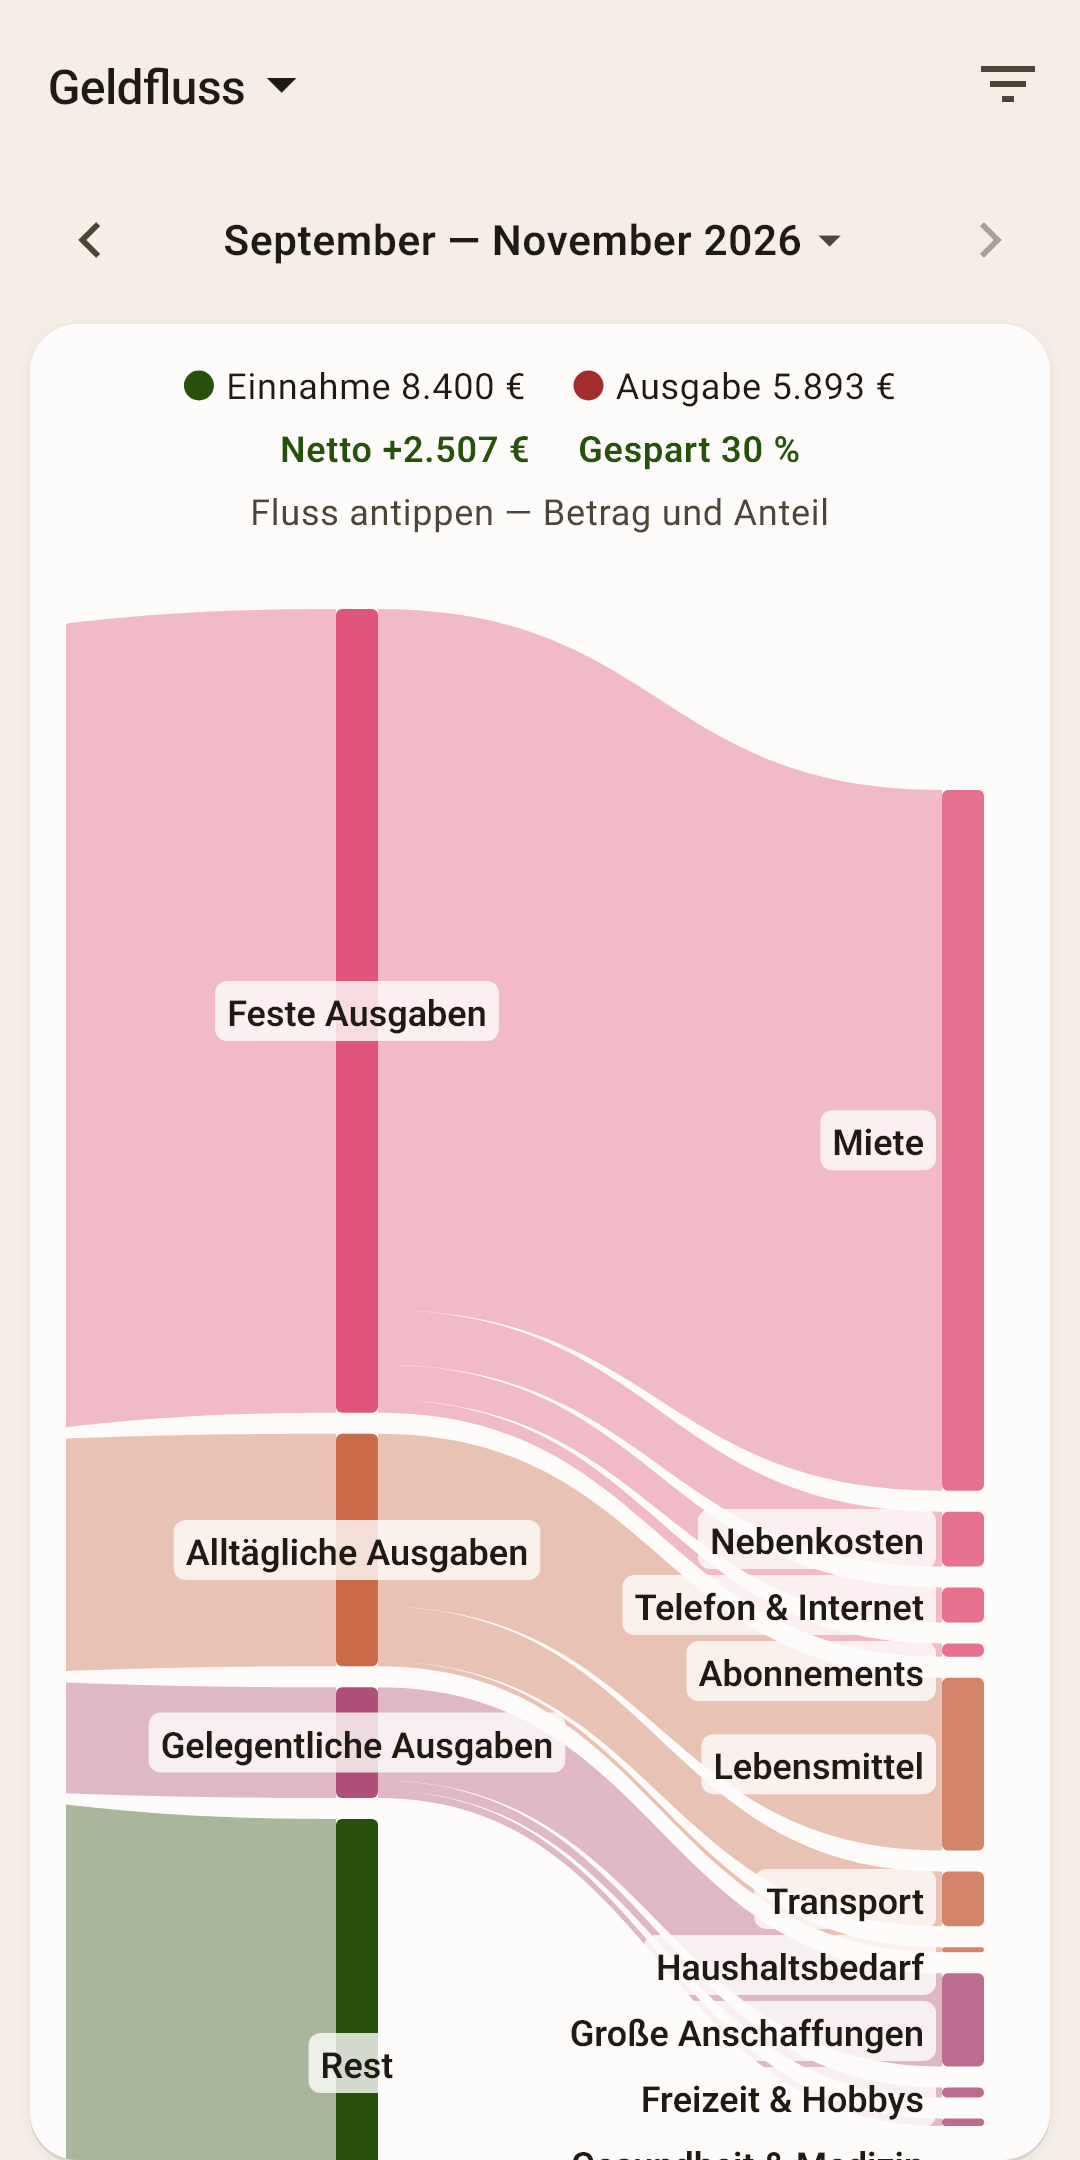 Geldfluss
September — November 2026
Einnahme 8.400 €
Ausgabe 5.893 €
Netto +2.507 €
Gespart 30 %
Fluss antippen — Betrag und Anteil
Feste Ausgaben
Miete
Nebenkosten
Alltägliche Ausgaben
Telefon & Internet
Abonnements
Gelegentliche Ausgaben
Lebensmittel
Transport
Haushaltsbedarf
Große Anschaffungen
Rest
Freizeit & Hobbys
Gesundheit & Medizin